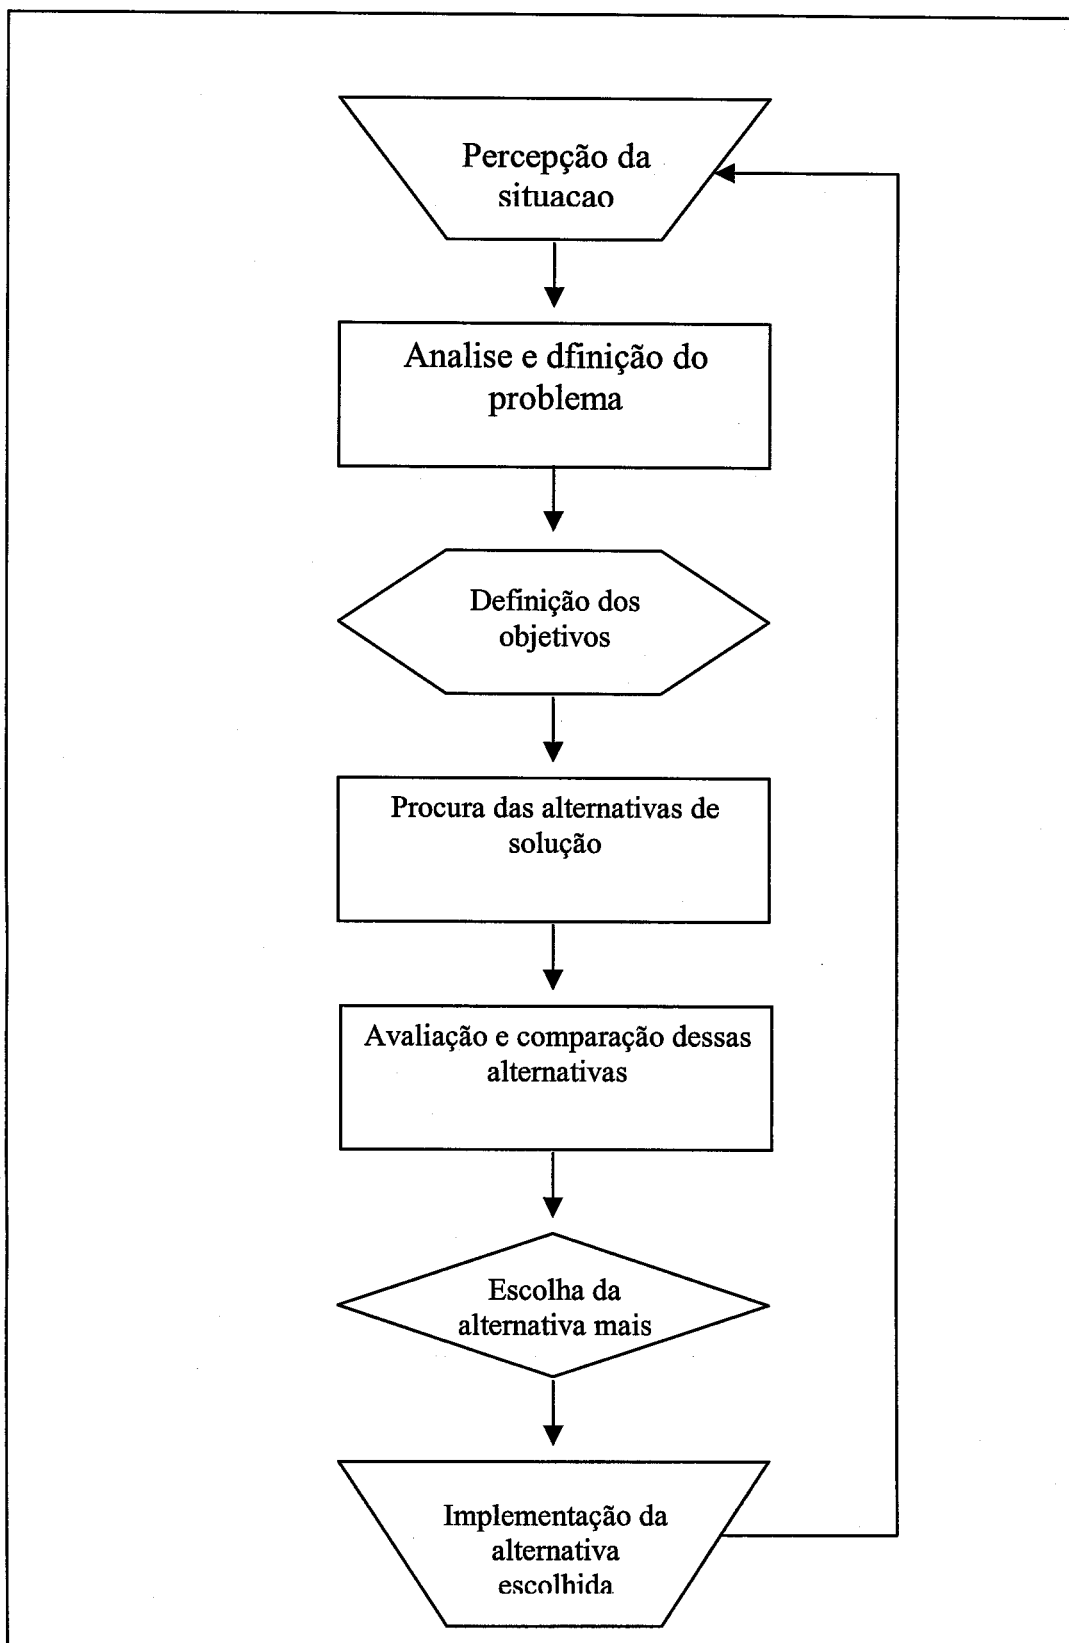 Percepção da
situacao
Analise e dfinição do
problema
Definição dos
objetivos
Procura das alternativas de
solução
Avaliação e comparação dessas
alternativas
Escolha da
alternativa mais
Implementação da
alternativa
escolhida